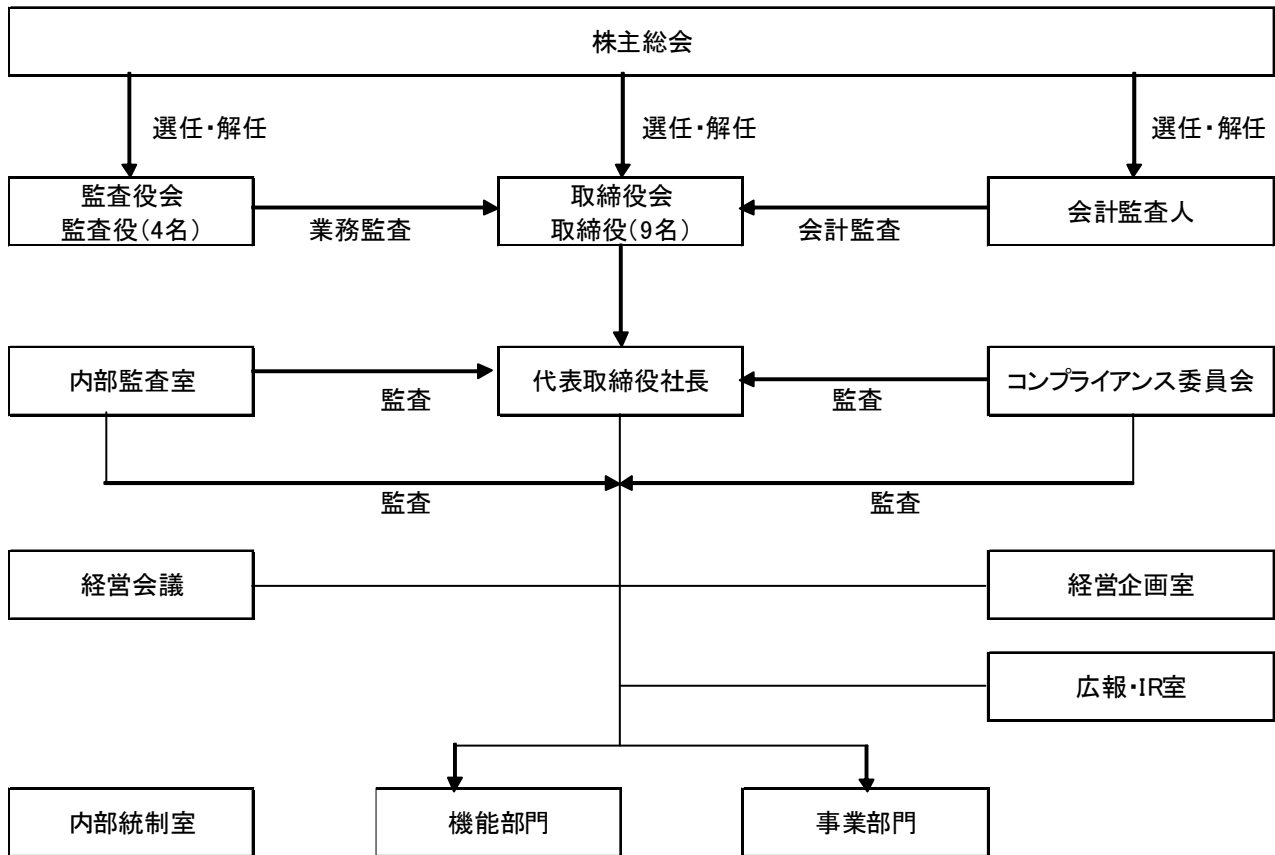 株主総会
選任・解任
選任・解任
選任・解任
監査役会
監査役(4名)
業務監査
取締役会
取締役(9名)
会計監査
会計監査人
内部監査室
監査
代表取締役社長
監査
コンプライアンス委員会
監査
監査
経営会議
経営企画室
広報・IR室
内部統制室
機能部門
事業部門